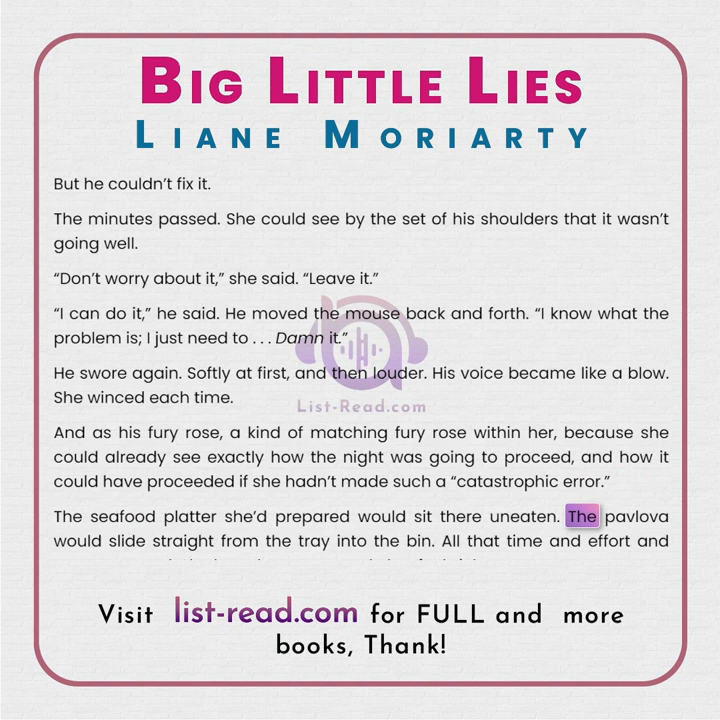 BIG LITTLE LIES
LIANE MORIARTY
But he couldn’t fix it.
The minutes passed. She could see by the set of his shoulders that it wasn’t
going well.
“Don’t worry about it,” she said. “Leave it.”
“I can do it,” he said. He moved the mouse back and forth. “I know what the
problem is; I just need to . . . Damn it.”
He swore again. Softly at first, and then louder. His voice became like a blow.
She winced each time.
List-Read.com
And as his fury rose, a kind of matching fury rose within her, because she
could already see exactly how the night was going to proceed, and how it
could have proceeded if she hadn’t made such a “catastrophic error.”
The seafood platter she’d prepared would sit there uneaten. The pavlova
would slide straight from the tray into the bin. All that time and effort and
Visit list-read.com for FULL and more
books, Thank!